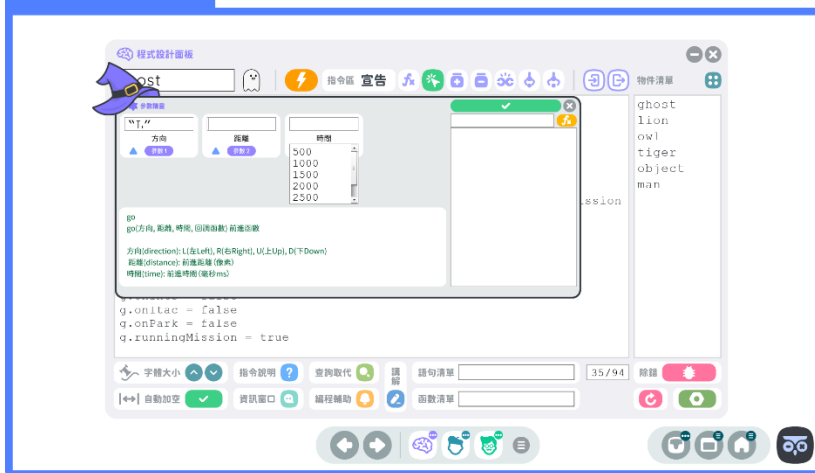 程式設計面板
ost
指令區 宣告
物件清單
參數精靈
"L"
方向
距離
時間
參數1
參數2
500
1000
1500
2000
2500
go
go(方向, 距離, 時間, 回調函數) 前進函數
方向(direction): L(左Left), R(右Right), U(上Up), D(下Down)
距離(distance): 前進距離 (像素)
時間(time): 前進時間 (毫秒ms)
ghost
lion
owl
tiger
object
man
ssion
g.onItac = false
g.onPark = false
g.runningMission = true
字體大小
指令說明
查詢取代
講解
語句清單
35/94
除錯
自動加空
資訊窗口
編程輔助
函數清單